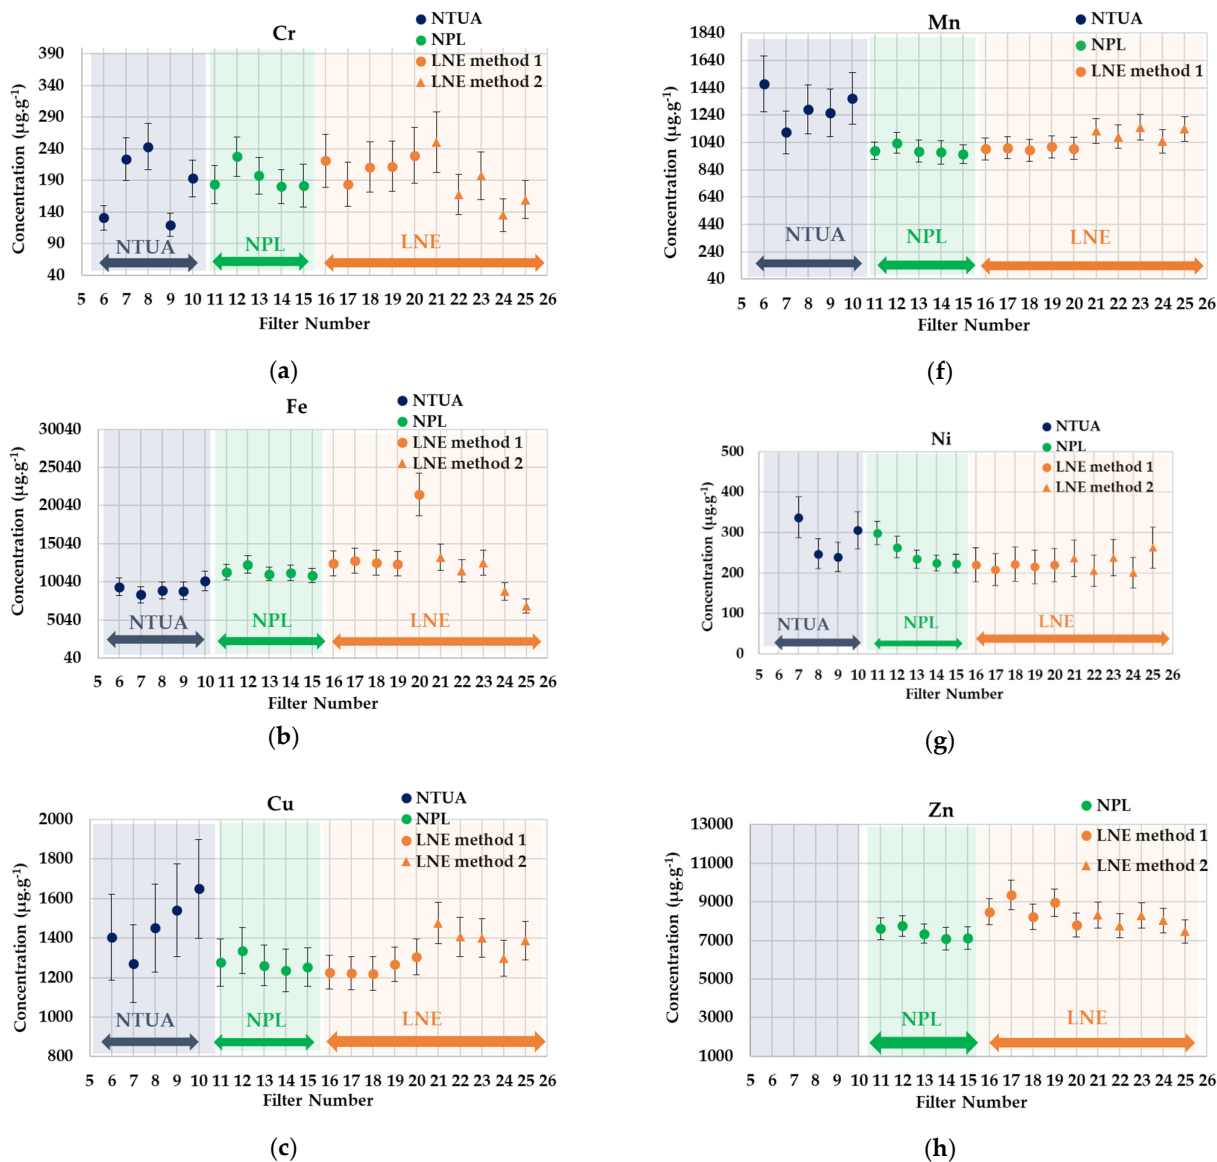 Cr
NTUA
NPL
LNE method 1
LNE method 2
Concentration (µg.g⁻¹)
390
340
290
240
190
140
90
40
NTUA
NPL
LNE
5 6 7 8 9 10 11 12 13 14 15 16 17 18 19 20 21 22 23 24 25 26
Filter Number
(a)
Mn
NTUA
NPL
LNE method 1
Concentration (µg.g⁻¹)
1840
1640
1440
1240
1040
840
640
440
240
40
NTUA
NPL
LNE
5 6 7 8 9 10 11 12 13 14 15 16 17 18 19 20 21 22 23 24 25 26
Filter Number
(f)
Fe
NTUA
NPL
LNE method 1
LNE method 2
Concentration (µg.g⁻¹)
30040
25040
20040
15040
10040
5040
40
NTUA
NPL
LNE
5 6 7 8 9 10 11 12 13 14 15 16 17 18 19 20 21 22 23 24 25 26
Filter Number
(b)
Ni
NTUA
NPL
LNE method 1
LNE method 2
Concentration (µg.g⁻¹)
500
400
300
200
100
0
NTUA
NPL
LNE
5 6 7 8 9 10 11 12 13 14 15 16 17 18 19 20 21 22 23 24 25 26
Filter Number
(g)
Cu
NTUA
NPL
LNE method 1
LNE method 2
Concentration (µg.g⁻¹)
2000
1800
1600
1400
1200
1000
800
NTUA
NPL
LNE
5 6 7 8 9 10 11 12 13 14 15 16 17 18 19 20 21 22 23 24 25 26
Filter Number
(c)
Zn
NPL
LNE method 1
LNE method 2
Concentration (µg.g⁻¹)
13000
11000
9000
7000
5000
3000
1000
NPL
LNE
5 6 7 8 9 10 11 12 13 14 15 16 17 18 19 20 21 22 23 24 25 26
Filter Number
(h)